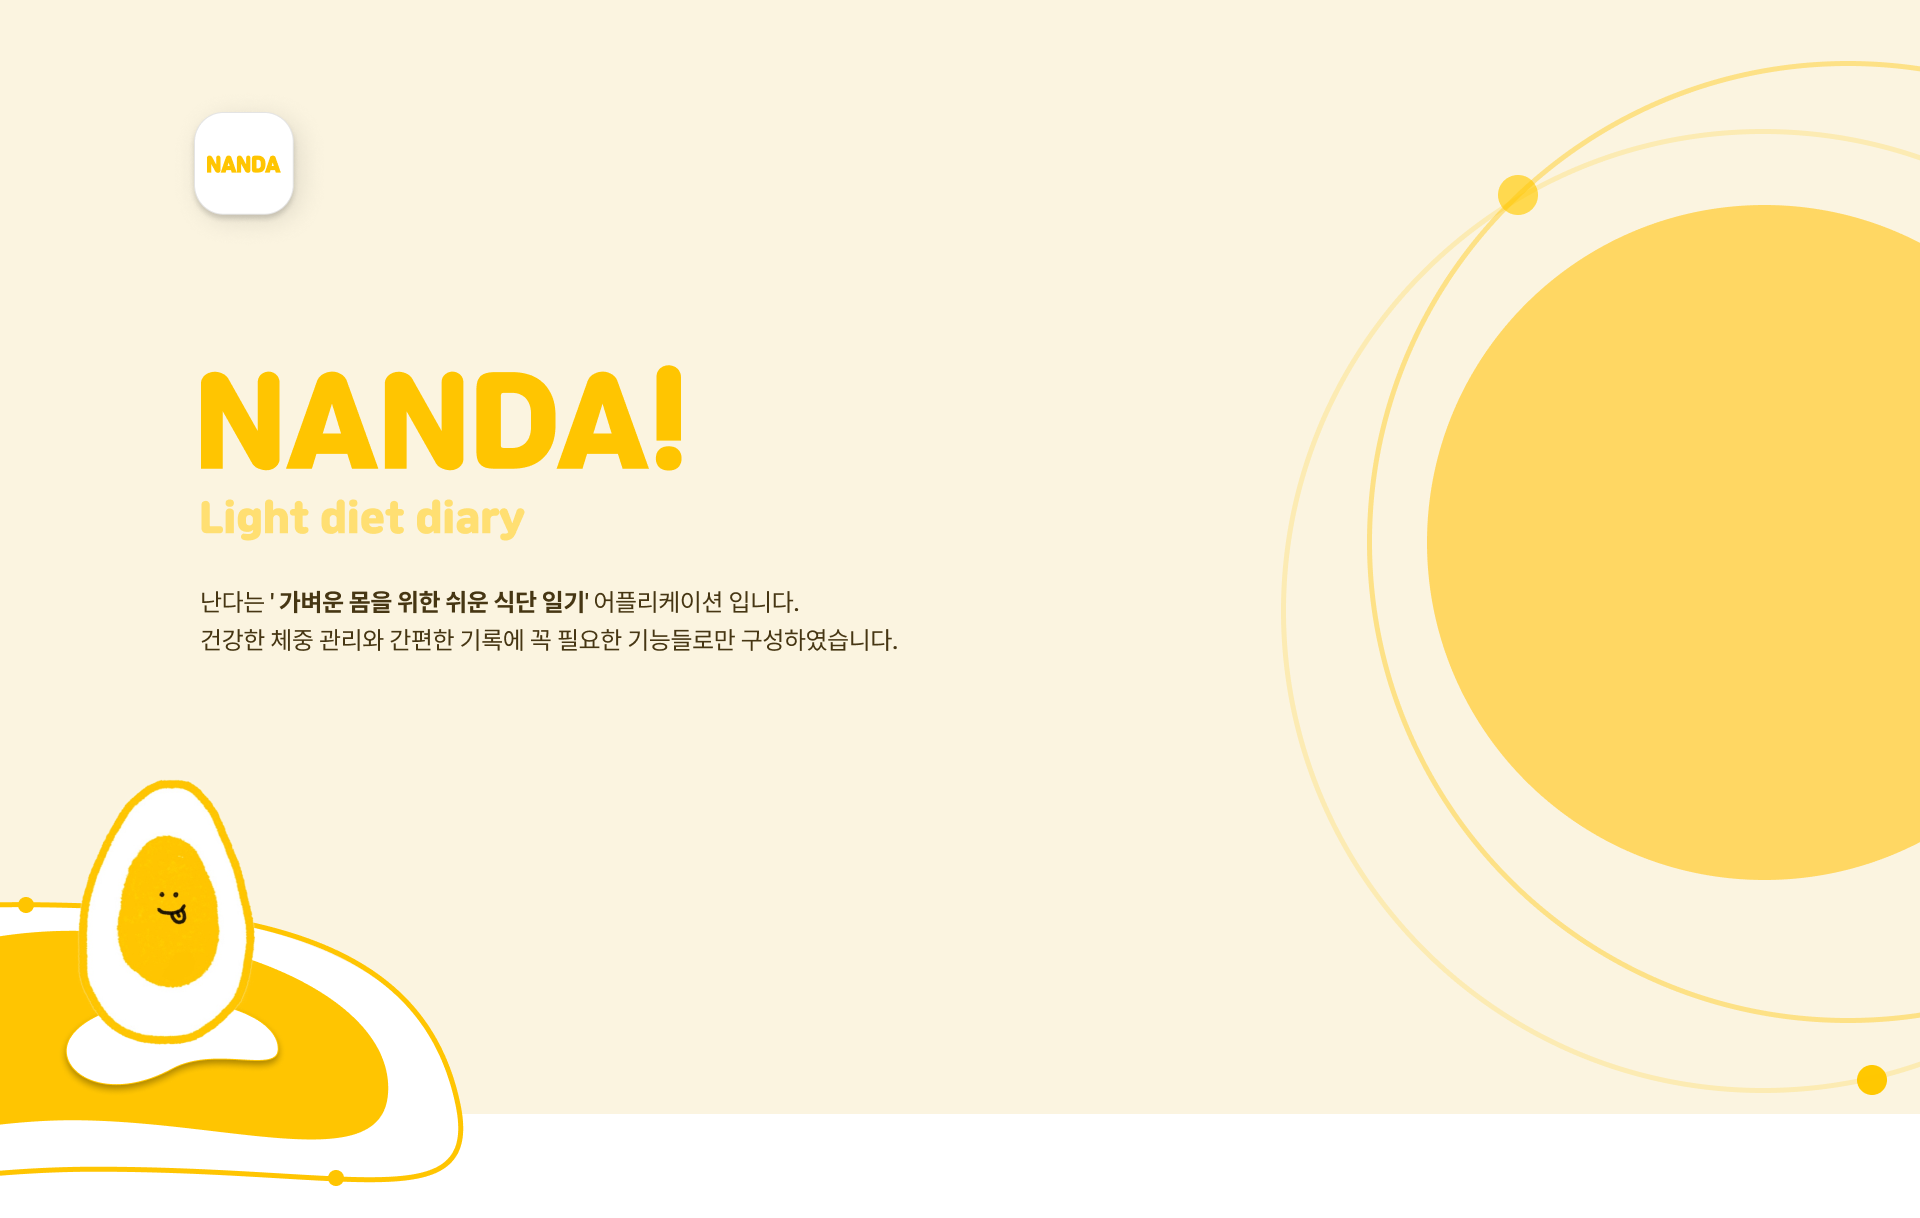 NANDA
NANDA!
Light diet diary
난다는 ' 가벼운 몸을 위한 쉬운 식단 일기' 어플리케이션 입니다.
건강한 체중 관리와 간편한 기록에 꼭 필요한 기능들로만 구성하였습니다.